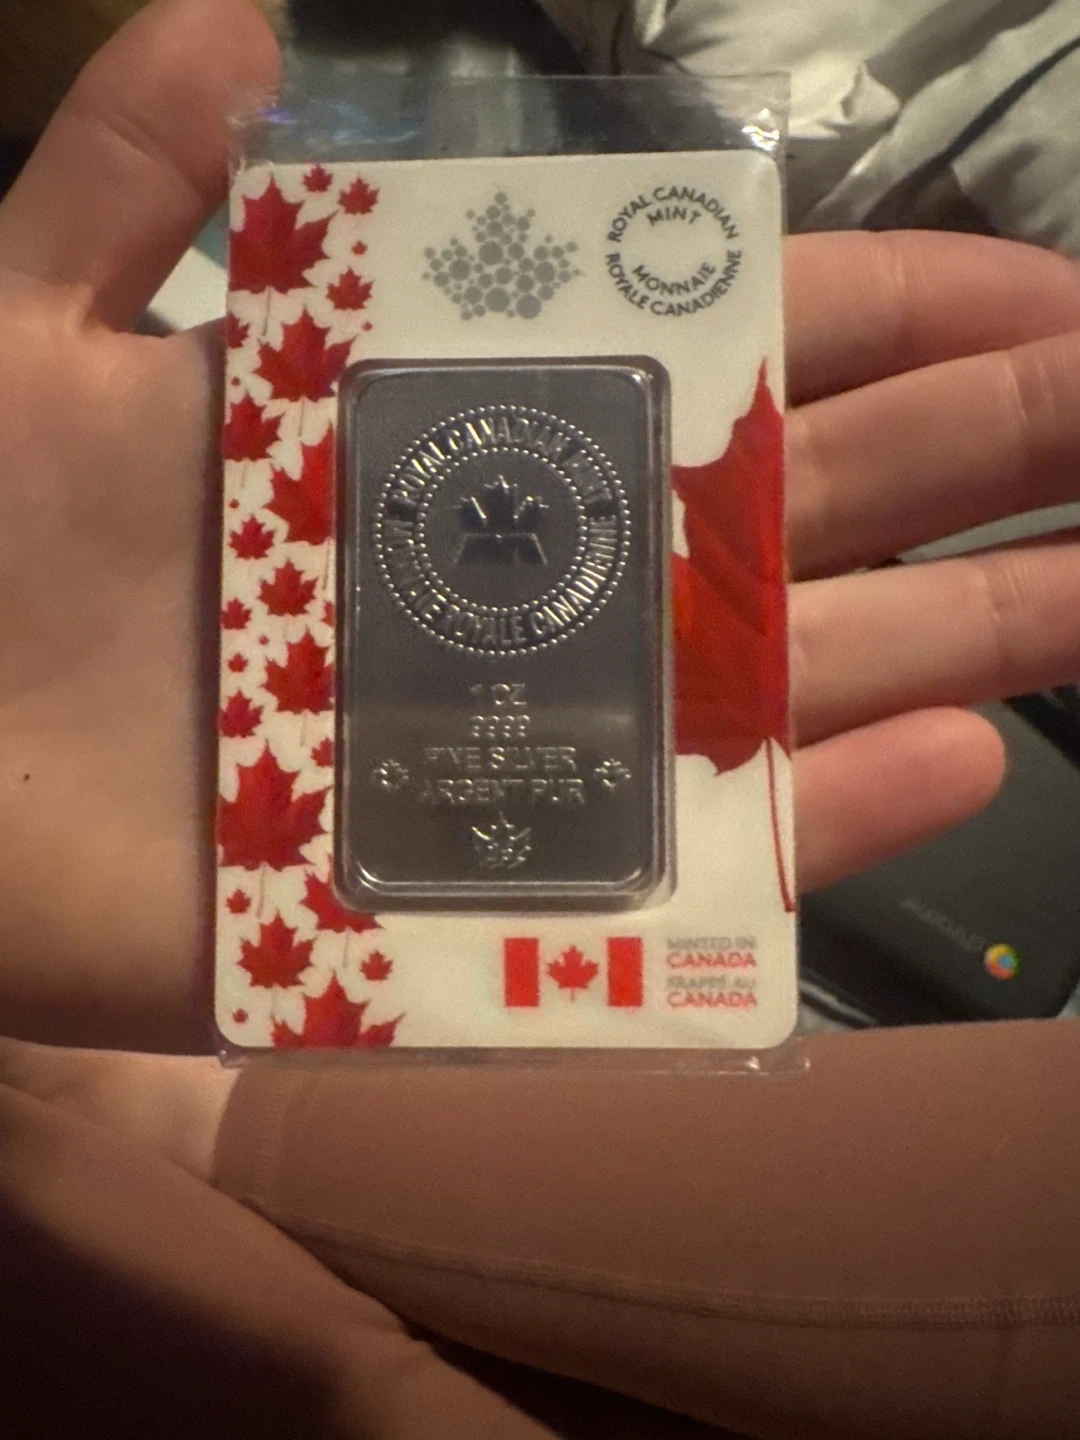 ROYAL CANADIAN
MINT
MONNAIE
ROYALE CANADIENNE
ROYAL CANADIAN MINT
MONNAIE ROYALE CANADIENNE
1 OZ
9999
FINE SILVER
ARGENT PUR
MINTED IN
CANADA
FRAPPÉ AU
CANADA